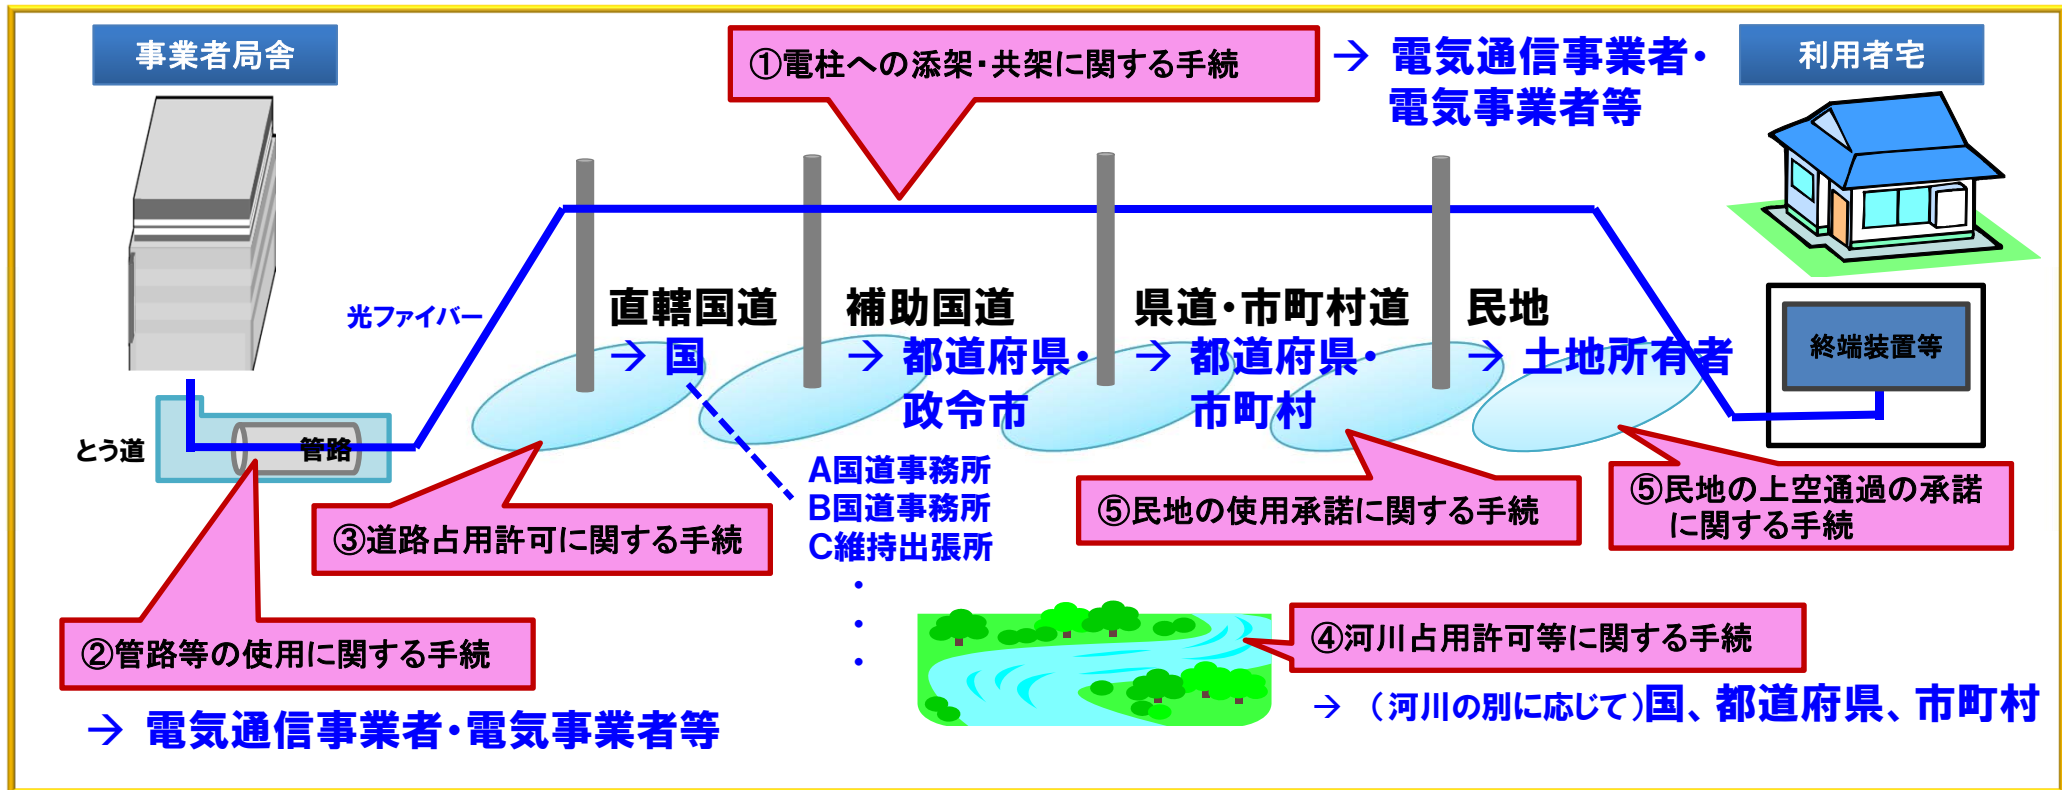 事業者局舎
①電柱への添架・共架に関する手続
→ 電気通信事業者・
電気事業者等
利用者宅
光ファイバー
直轄国道
→ 国
補助国道
→ 都道府県・
政令市
県道・市町村道
→ 都道府県・
市町村
民地
→ 土地所有者
終端装置等
とう道
管路
A国道事務所
B国道事務所
C維持出張所
・
・
・
③道路占用許可に関する手続
⑤民地の使用承諾に関する手続
⑤民地の上空通過の承諾
に関する手続
②管路等の使用に関する手続
→ 電気通信事業者・電気事業者等
④河川占用許可等に関する手続
→ （河川の別に応じて）国、都道府県、市町村